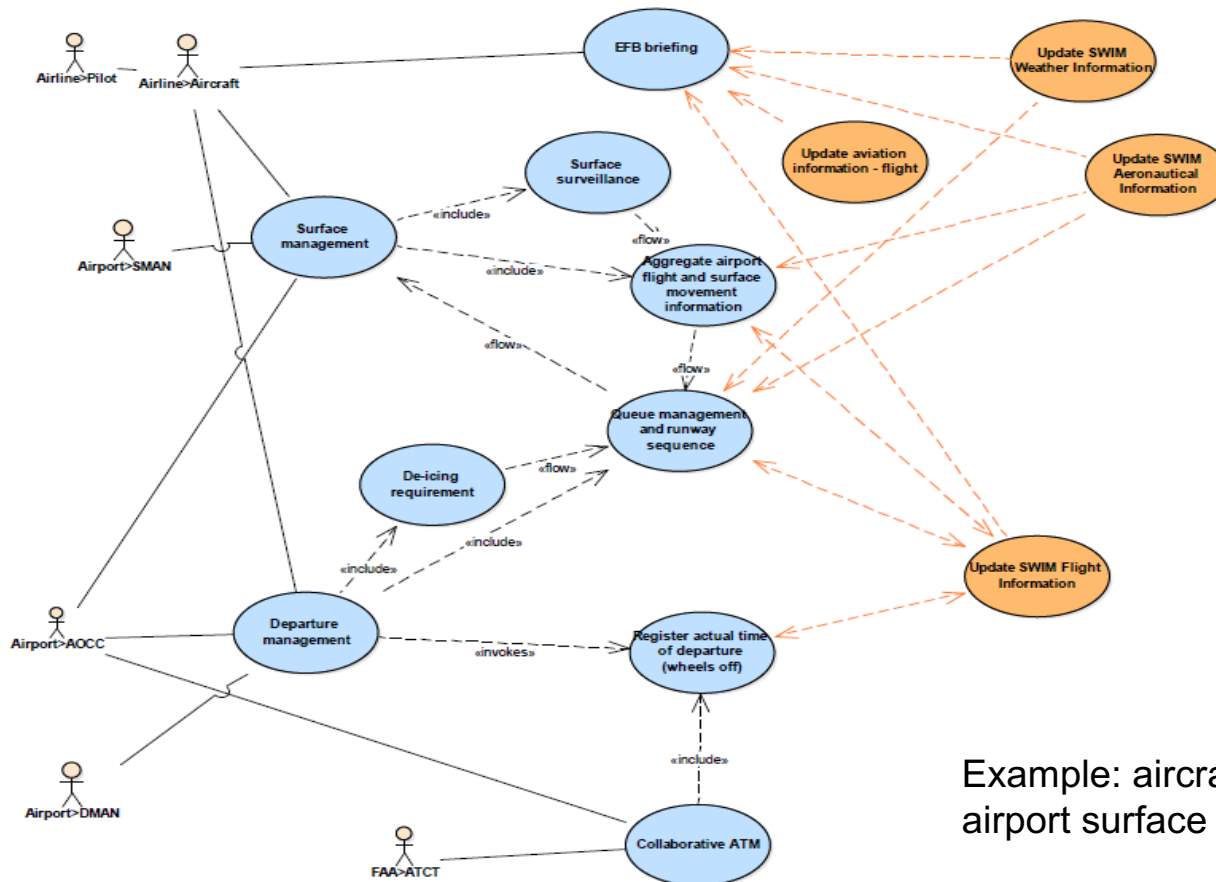 EFB briefing
Update SWIM
Weather Information
Airline>Pilot
Airline>Aircraft
Update aviation
information - flight
Surface
surveillance
Update SWIM
Aeronautical
Information
«include»
Surface
management
«flow»
Airport>SMAN
«include»
Aggregate airport
flight and surface
movement
information
«flow»
«flow»
Queue management
and runway
sequence
De-icing
requirement
«flow»
«include»
«include»
Update SWIM Flight
Information
Airport>AOCC
Departure
management
«invokes»
Register actual time
of departure
(wheels off)
«include»
Airport>DMAN
Collaborative ATM
FAA>ATCT
Example: aircra
airport surface